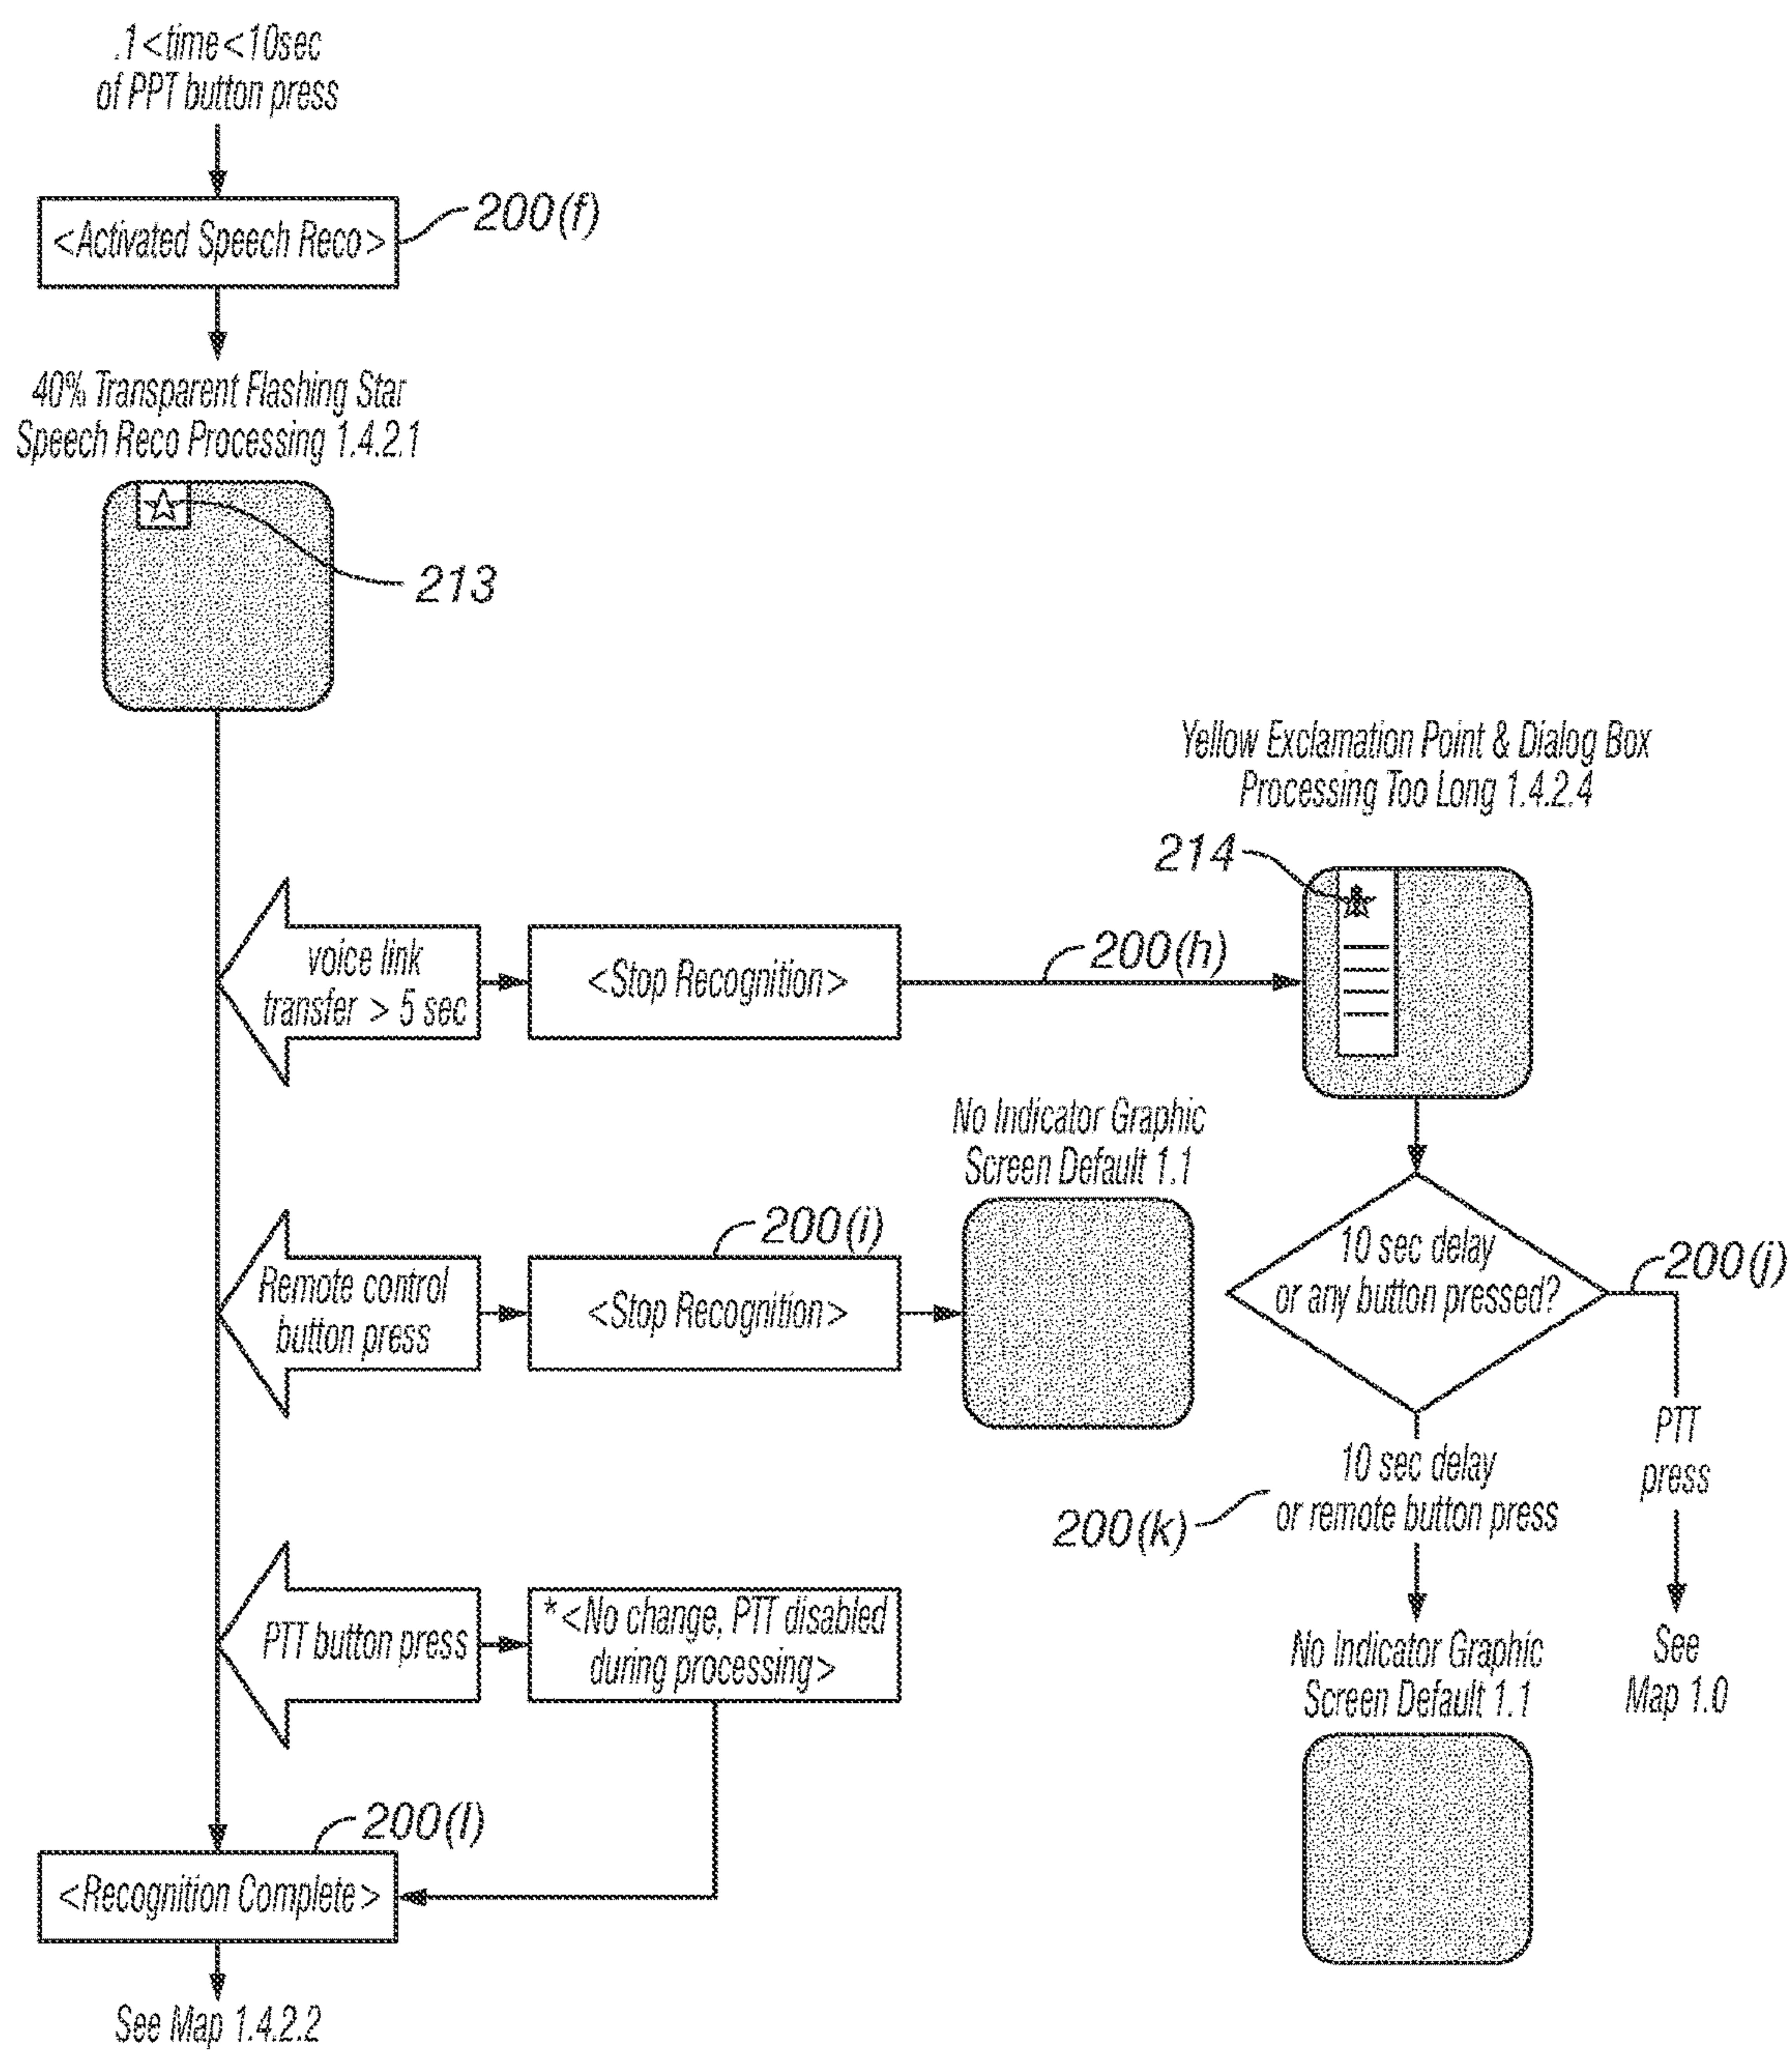 .1<time<10sec
of PPT button press
<Activated Speech Reco>
200(f)
40% Transparent Flashing Star
Speech Reco Processing 1.4.2.1
213
Yellow Exclamation Point & Dialog Box
Processing Too Long 1.4.2.4
214
voice link
transfer > 5 sec
<Stop Recognition>
200(h)
No Indicator Graphic
Screen Default 1.1
Remote control
button press
200(i)
<Stop Recognition>
10 sec delay
or any button pressed?
200(j)
PTT
press
10 sec delay
or remote button press
200(k)
PTT button press
*<No change, PTT disabled
during processing>
No Indicator Graphic
Screen Default 1.1
See
Map 1.0
200(l)
<Recognition Complete>
See Map 1.4.2.2